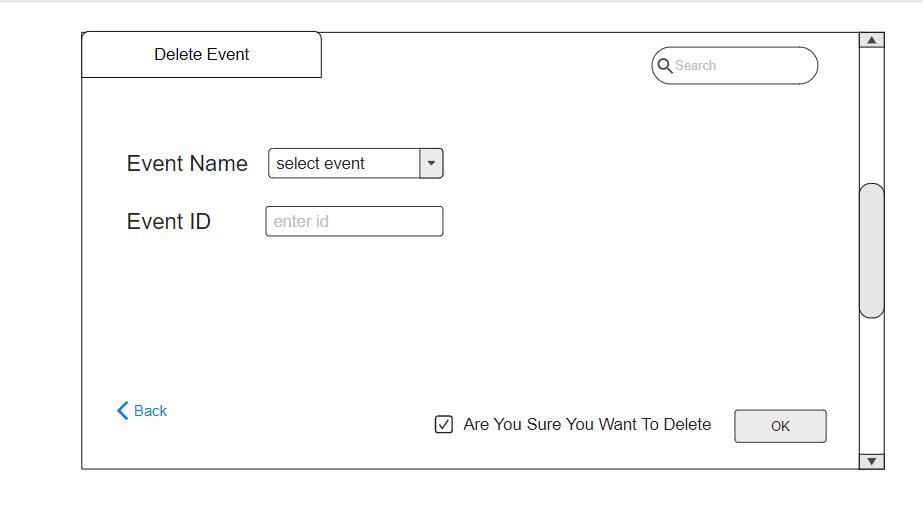 Delete Event
Search
Event Name select event
Event ID enter id
Back
Are You Sure You Want To Delete OK